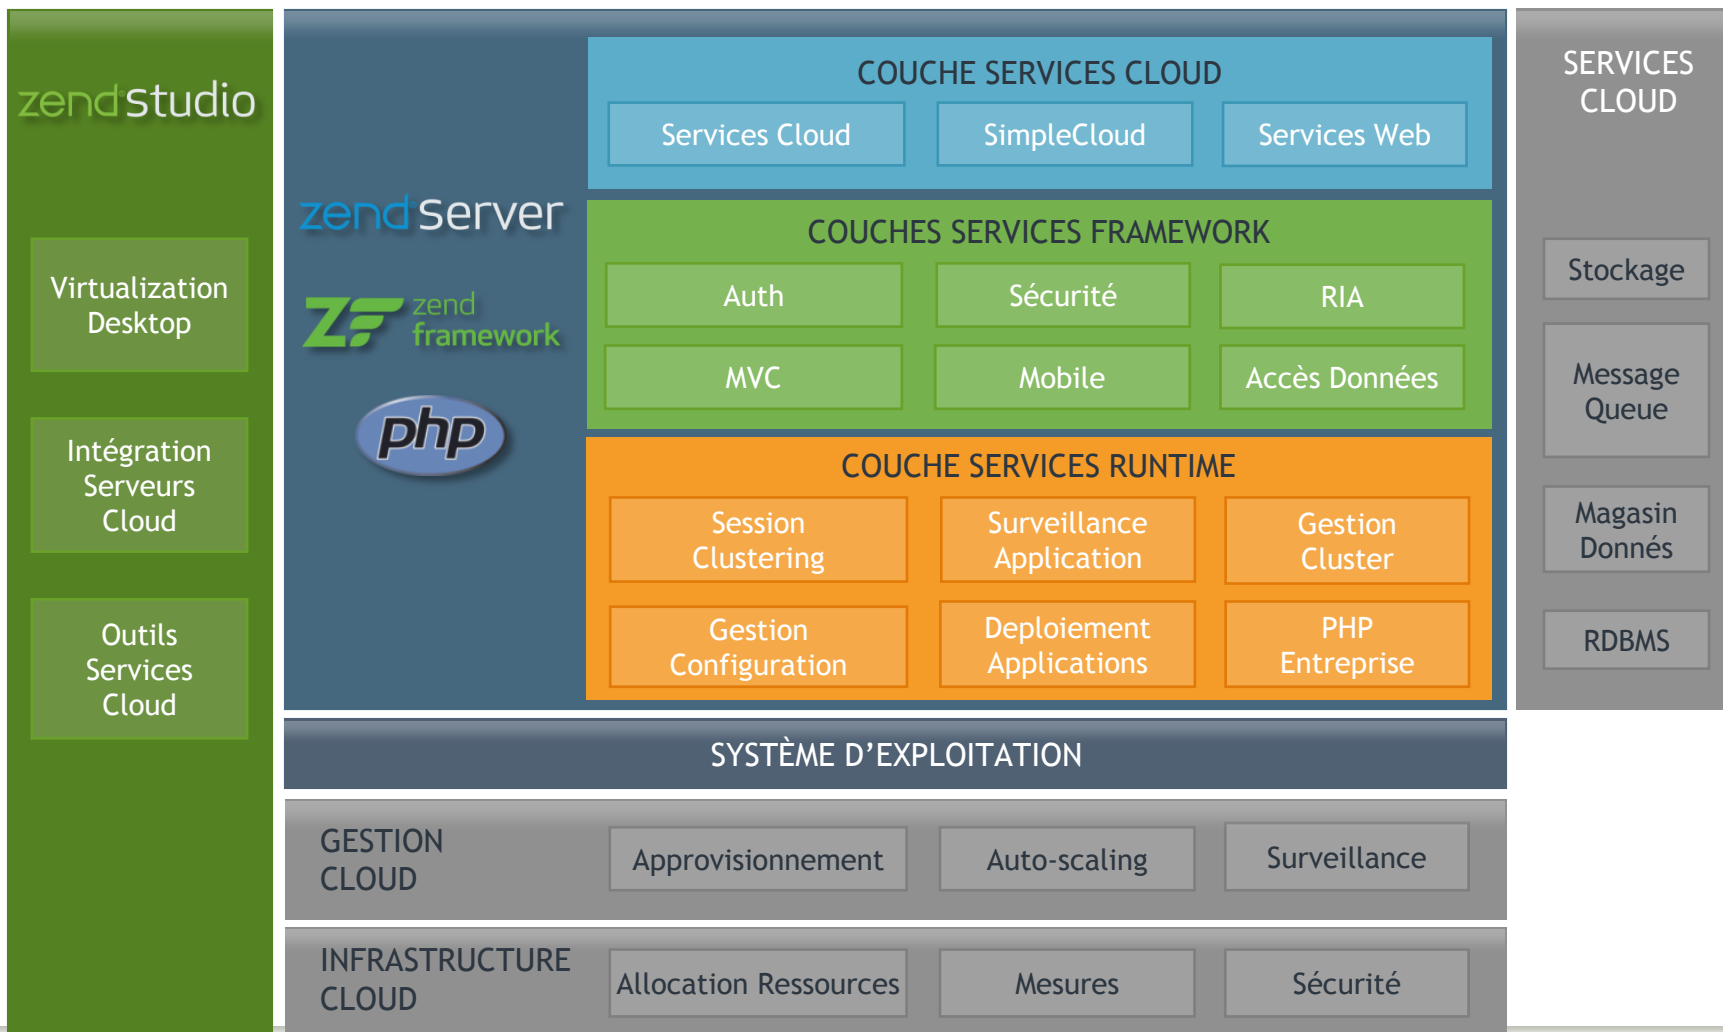 zend studio
Virtualization
Desktop
Intégration
Serveurs
Cloud
Outils
Services
Cloud
zend Server
ZF zend
framework
php
COUCHE SERVICES CLOUD
Services Cloud
SimpleCloud
Services Web
COUCHES SERVICES FRAMEWORK
Auth
Sécurité
RIA
MVC
Mobile
Accès Données
COUCHE SERVICES RUNTIME
Session
Clustering
Surveillance
Application
Gestion
Cluster
Gestion
Configuration
Deploiement
Applications
PHP
Entreprise
SERVICES
CLOUD
Stockage
Message
Queue
Magasin
Donnés
RDBMS
SYSTÈME D’EXPLOITATION
GESTION
CLOUD
Approvisionnement
Auto-scaling
Surveillance
INFRASTRUCTURE
CLOUD
Allocation Ressources
Mesures
Sécurité